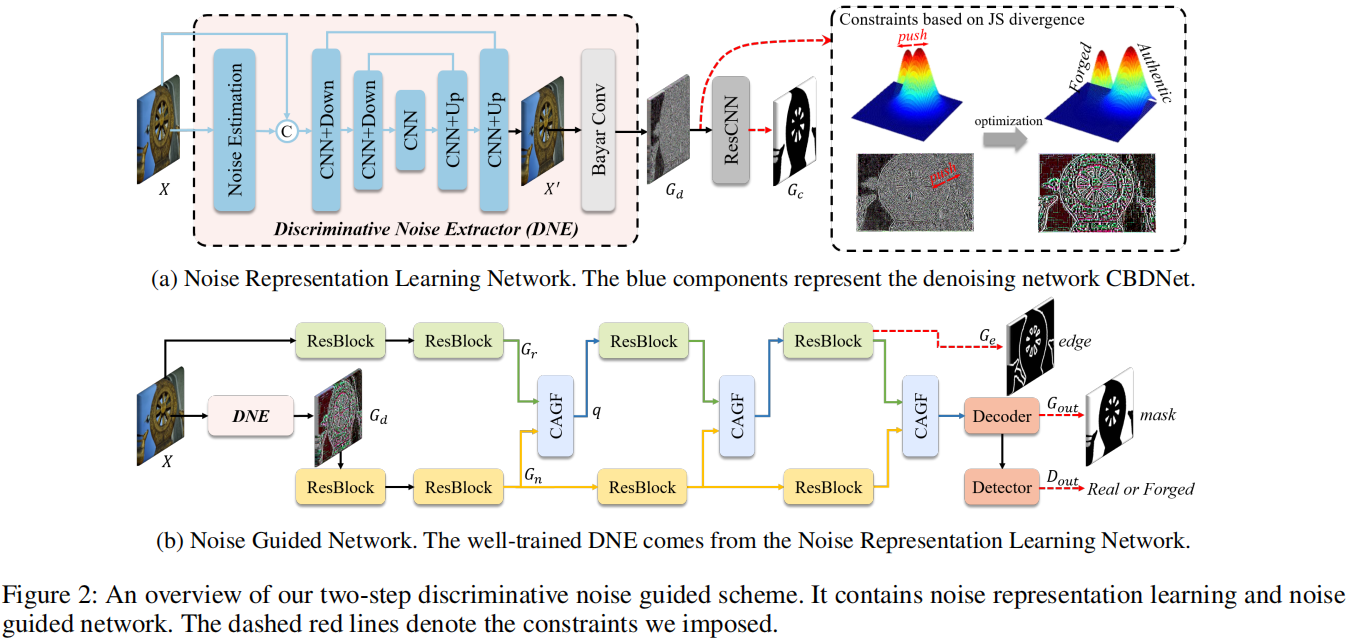 Constraints based on JS divergence
push
Forged
Authentic
optimization
push
X
Noise Estimation
C
CNN+Down
CNN+Down
CNN
CNN+Up
CNN+Up
X′
Bayar Conv
G_d
ResCNN
G_c
Discriminative Noise Extractor (DNE)
(a) Noise Representation Learning Network. The blue components represent the denoising network CBDNet.
ResBlock
ResBlock
G_r
ResBlock
ResBlock
G_e
edge
X
DNE
G_d
CAGF
q
CAGF
CAGF
Decoder
G_out
mask
ResBlock
ResBlock
G_n
ResBlock
ResBlock
Detector
D_out
Real or Forged
(b) Noise Guided Network. The well-trained DNE comes from the Noise Representation Learning Network.
Figure 2: An overview of our two-step discriminative noise guided scheme. It contains noise representation learning and noise
guided network. The dashed red lines denote the constraints we imposed.